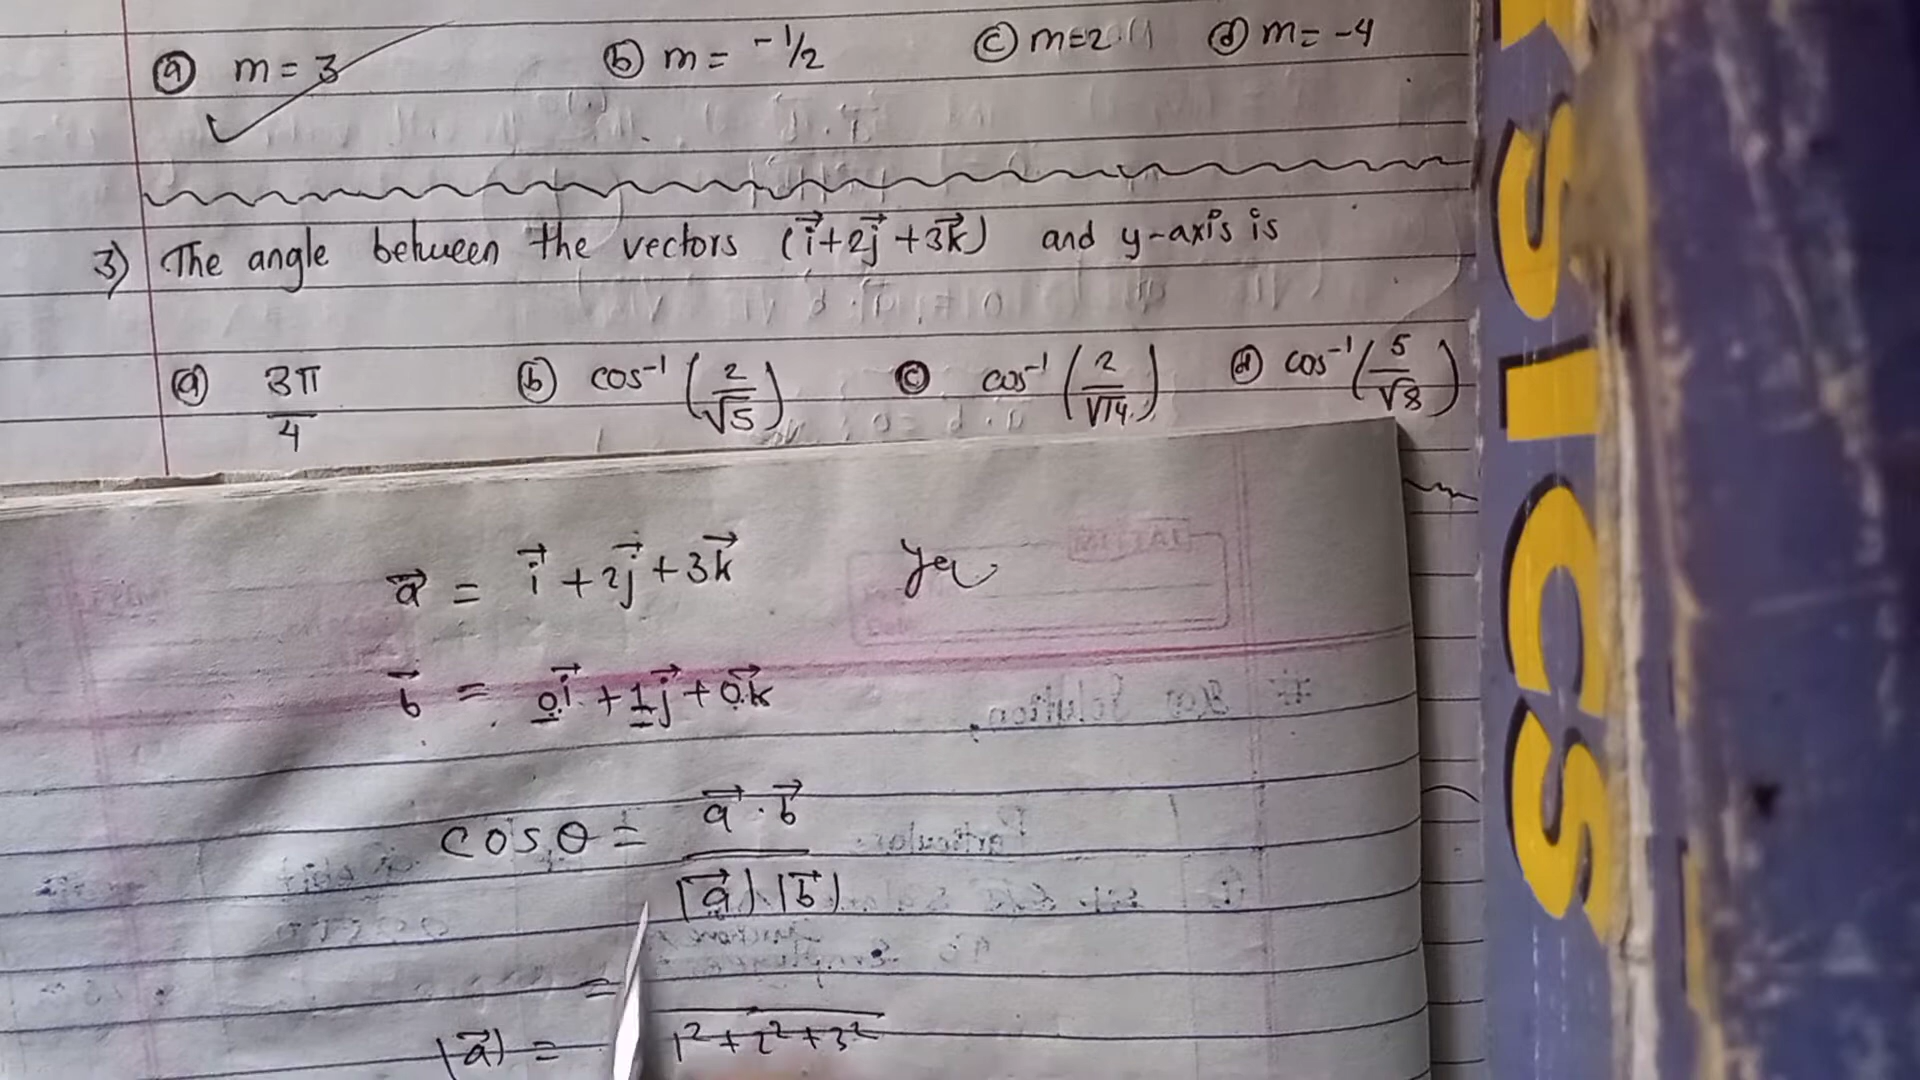 ⓐ m = 3 ⓑ m = -1/2 ⓒ m=2 ⓓ m= -4
3) The angle between the vectors (i⃗+2j⃗+3k⃗) and y-axis is
ⓐ 3π/4 ⓑ cos⁻¹(2/√5) ⓒ cos⁻¹(2/√14) ⓓ cos⁻¹(5/√8)
a⃗ = i⃗ + 2j⃗ + 3k⃗
b⃗ = 0i⃗ + 1j⃗ + 0k⃗
cosθ = a⃗ · b⃗ / |a⃗| |b⃗|
=
|a⃗| = 1² + 2² + 3²
SICS